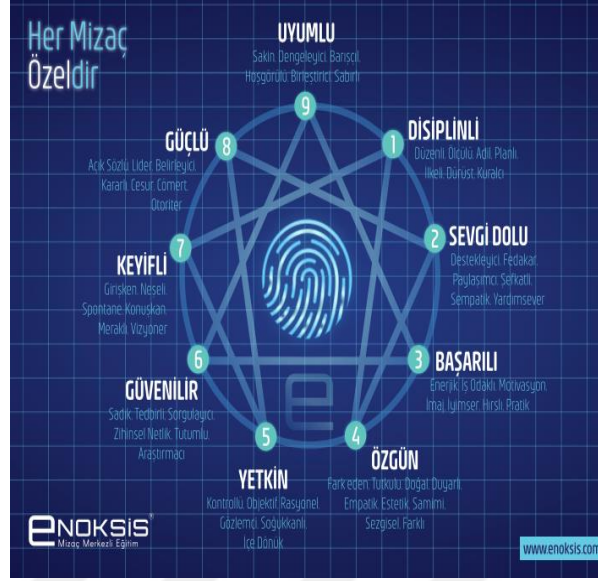 Her Mizaç
Özeldir
UYUMLU
Sakin. Dengeleyici. Barışçıl.
Hoşgörülü. Birleştirici. Sabırlı
9
DİSİPLİNLİ
Düzenli. Ölçülü. Adil. Planlı.
İlkeli. Dürüst. Kuralcı
1
SEVGİ DOLU
Destekleyici. Fedakar.
Paylaşımcı. Şefkatli.
Sempatik. Yardımsever
2
BAŞARILI
Enerjik. İş Odaklı. Motivasyon.
İmaj. İyimser. Hırslı. Pratik
3
ÖZGÜN
Fark eden. Tutkulu. Doğal. Duyarlı.
Empatik. Estetik. Samimi.
Sezgisel. Farklı
4
YETKİN
Kontrollü. Objektif. Rasyonel.
Gözlemci. Soğukkanlı.
İçe Dönük
5
GÜVENİLİR
Sadık. Tedbirli. Sorgulayıcı.
Zihinsel Netlik. Tutumlu.
Araştırmacı
6
KEYİFLİ
Girişken. Neşeli.
Spontane. Konuşkan.
Meraklı. Vizyoner
7
GÜÇLÜ
Açık Sözlü. Lider. Belirleyici.
Kararlı. Cesur. Cömert.
Otoriter
8
e
eNOKSİS®
Mizaç Merkezli Eğitim
www.enoksis.com